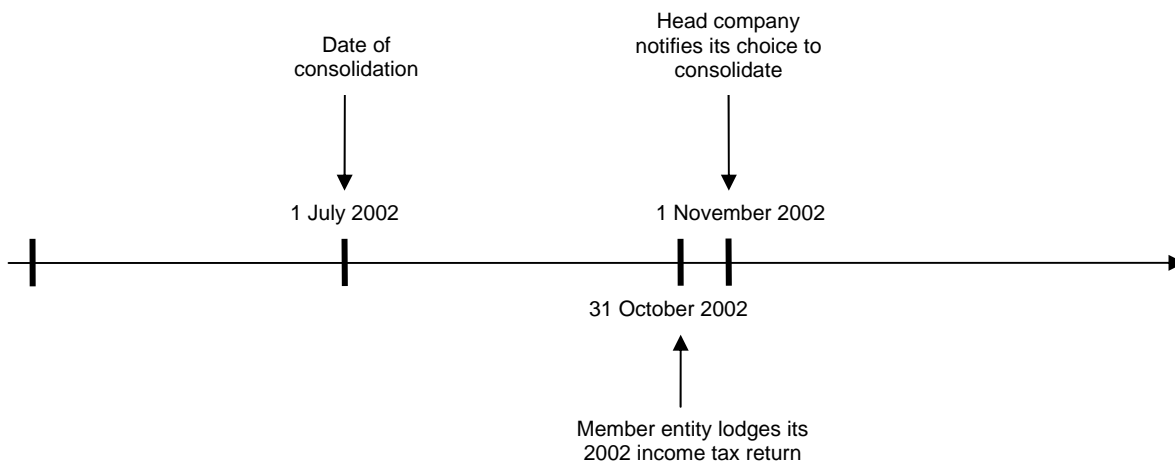 Date of
consolidation
Head company
notifies its choice to
consolidate
1 July 2002
1 November 2002
31 October 2002
Member entity lodges its
2002 income tax return